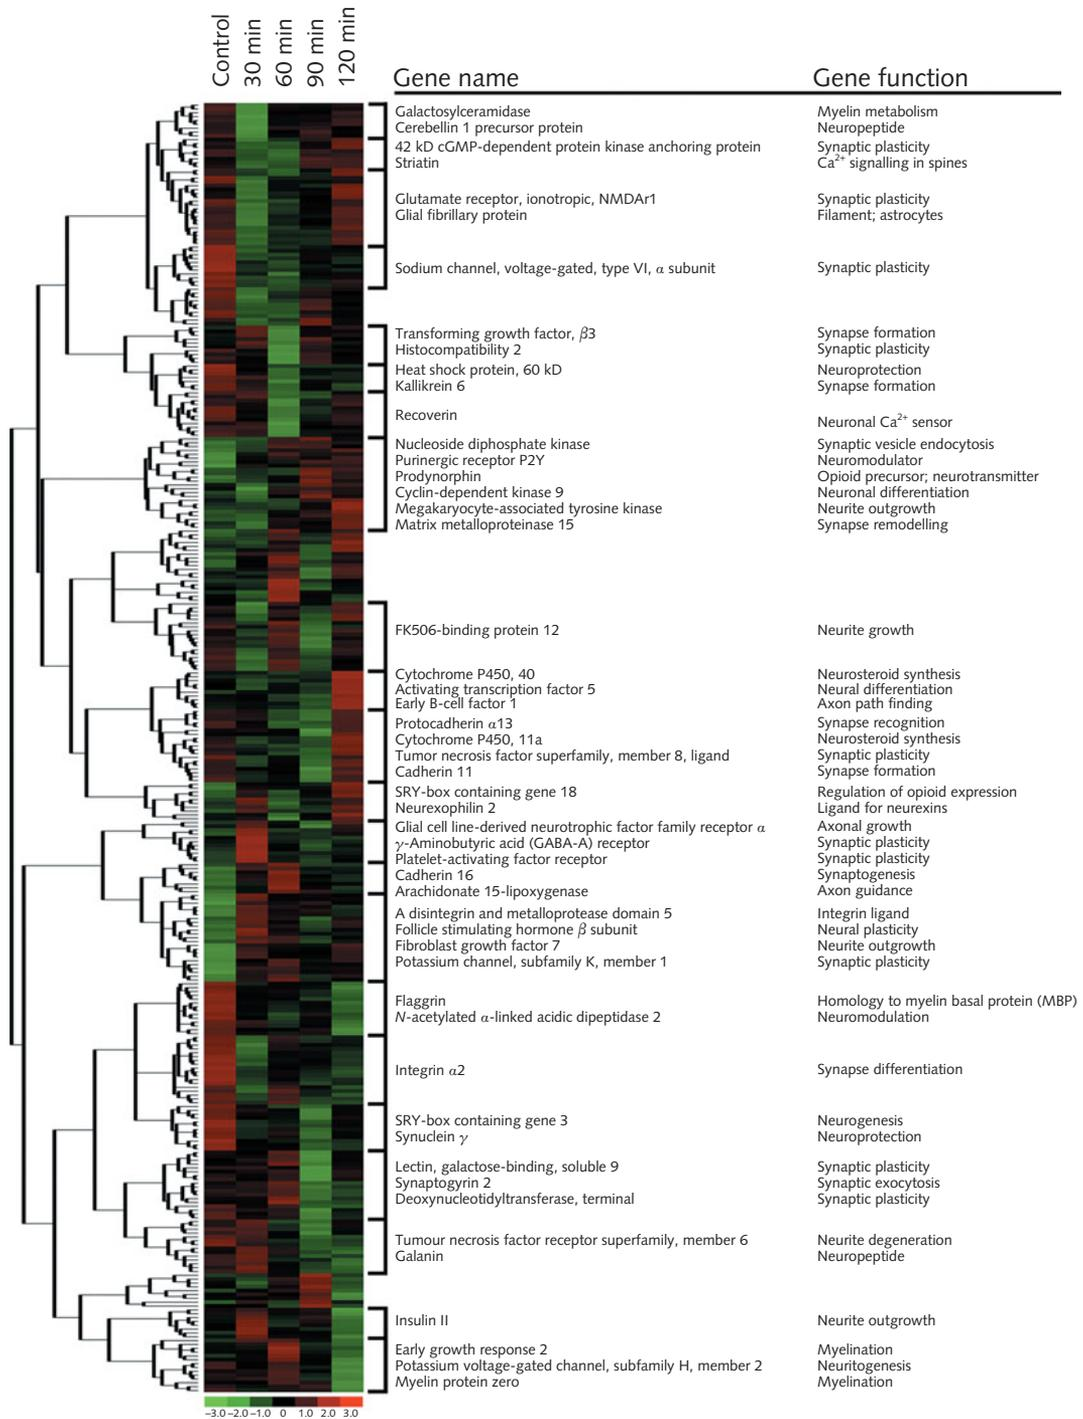 Control 30 min 60 min 90 min 120 min
Gene name Gene function
Galactosylceramidase Myelin metabolism
Cerebellin 1 precursor protein Neuropeptide
42 kD cGMP-dependent protein kinase anchoring protein Synaptic plasticity
Striatin Ca²⁺ signalling in spines
Glutamate receptor, ionotropic, NMDAr1 Synaptic plasticity
Glial fibrillary protein Filament; astrocytes
Sodium channel, voltage-gated, type VI, α subunit Synaptic plasticity
Transforming growth factor, β3 Synapse formation
Histocompatibility 2 Synaptic plasticity
Heat shock protein, 60 kD Neuroprotection
Kallikrein 6 Synapse formation
Recoverin Neuronal Ca²⁺ sensor
Nucleoside diphosphate kinase Synaptic vesicle endocytosis
Purinergic receptor P2Y Neuromodulator
Prodynorphin Opioid precursor; neurotransmitter
Cyclin-dependent kinase 9 Neuronal differentiation
Megakaryocyte-associated tyrosine kinase Neurite outgrowth
Matrix metalloproteinase 15 Synapse remodelling
FK506-binding protein 12 Neurite growth
Cytochrome P450, 40 Neurosteroid synthesis
Activating transcription factor 5 Neural differentiation
Early B-cell factor 1 Axon path finding
Protocadherin α13 Synapse recognition
Cytochrome P450, 11a Neurosteroid synthesis
Tumor necrosis factor superfamily, member 8, ligand Synaptic plasticity
Cadherin 11 Synapse formation
SRY-box containing gene 18 Regulation of opioid expression
Neurexophilin 2 Ligand for neurexins
Glial cell line-derived neurotrophic factor family receptor α Axonal growth
γ-Aminobutyric acid (GABA-A) receptor Synaptic plasticity
Platelet-activating factor receptor Synaptic plasticity
Cadherin 16 Synaptogenesis
Arachidonate 15-lipoxygenase Axon guidance
A disintegrin and metalloprotease domain 5 Integrin ligand
Follicle stimulating hormone β subunit Neural plasticity
Fibroblast growth factor 7 Neurite outgrowth
Potassium channel, subfamily K, member 1 Synaptic plasticity
Flaggrin Homology to myelin basal protein (MBP)
N-acetylated α-linked acidic dipeptidase 2 Neuromodulation
Integrin α2 Synapse differentiation
SRY-box containing gene 3 Neurogenesis
Synuclein γ Neuroprotection
Lectin, galactose-binding, soluble 9 Synaptic plasticity
Synaptogyrin 2 Synaptic exocytosis
Deoxynucleotidyltransferase, terminal Synaptic plasticity
Tumour necrosis factor receptor superfamily, member 6 Neurite degeneration
Galanin Neuropeptide
Insulin II Neurite outgrowth
Early growth response 2 Myelination
Potassium voltage-gated channel, subfamily H, member 2 Neuritogenesis
Myelin protein zero Myelination
−3.0 −2.0 −1.0 0 1.0 2.0 3.0